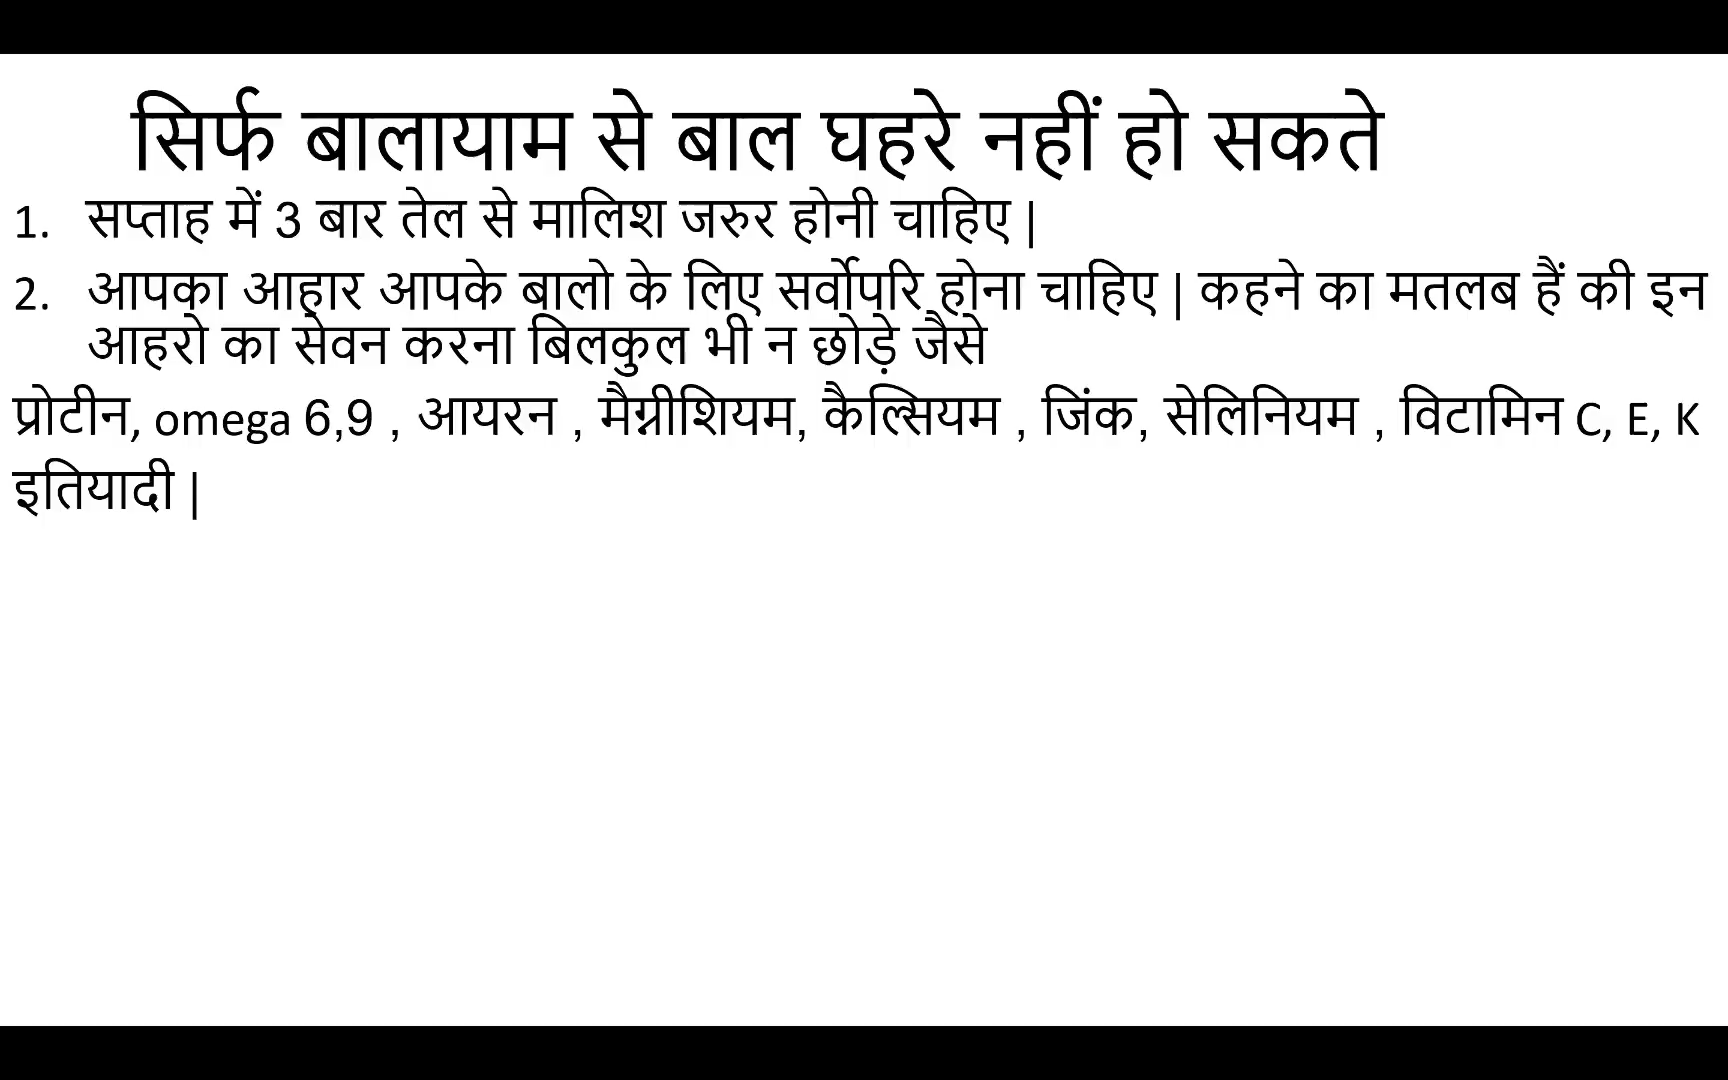 सिर्फ बालायाम से बाल घहरे नहीं हो सकते
1. सप्ताह में 3 बार तेल से मालिश जरुर होनी चाहिए |
2. आपका आहार आपके बालो के लिए सर्वोपरि होना चाहिए | कहने का मतलब हैं की इन
आहरो का सेवन करना बिलकुल भी न छोड़े जैसे
प्रोटीन, omega 6,9 , आयरन , मैग्नीशियम, कैल्सियम , जिंक, सेलिनियम , विटामिन C, E, K
इतियादी |